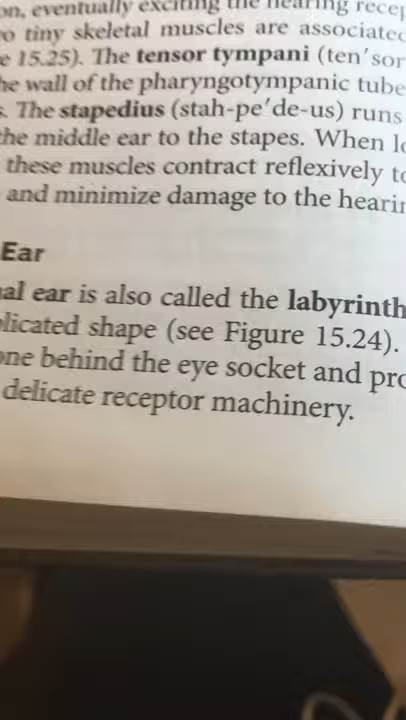 on, eventually exciting the hearing recep
o tiny skeletal muscles are associated
e 15.25). The tensor tympani (ten′sor
he wall of the pharyngotympanic tube
s. The stapedius (stah-pe′de-us) runs
the middle ear to the stapes. When lo
these muscles contract reflexively to
and minimize damage to the hearin
Ear
nal ear is also called the labyrinth
plicated shape (see Figure 15.24).
one behind the eye socket and pro
delicate receptor machinery.